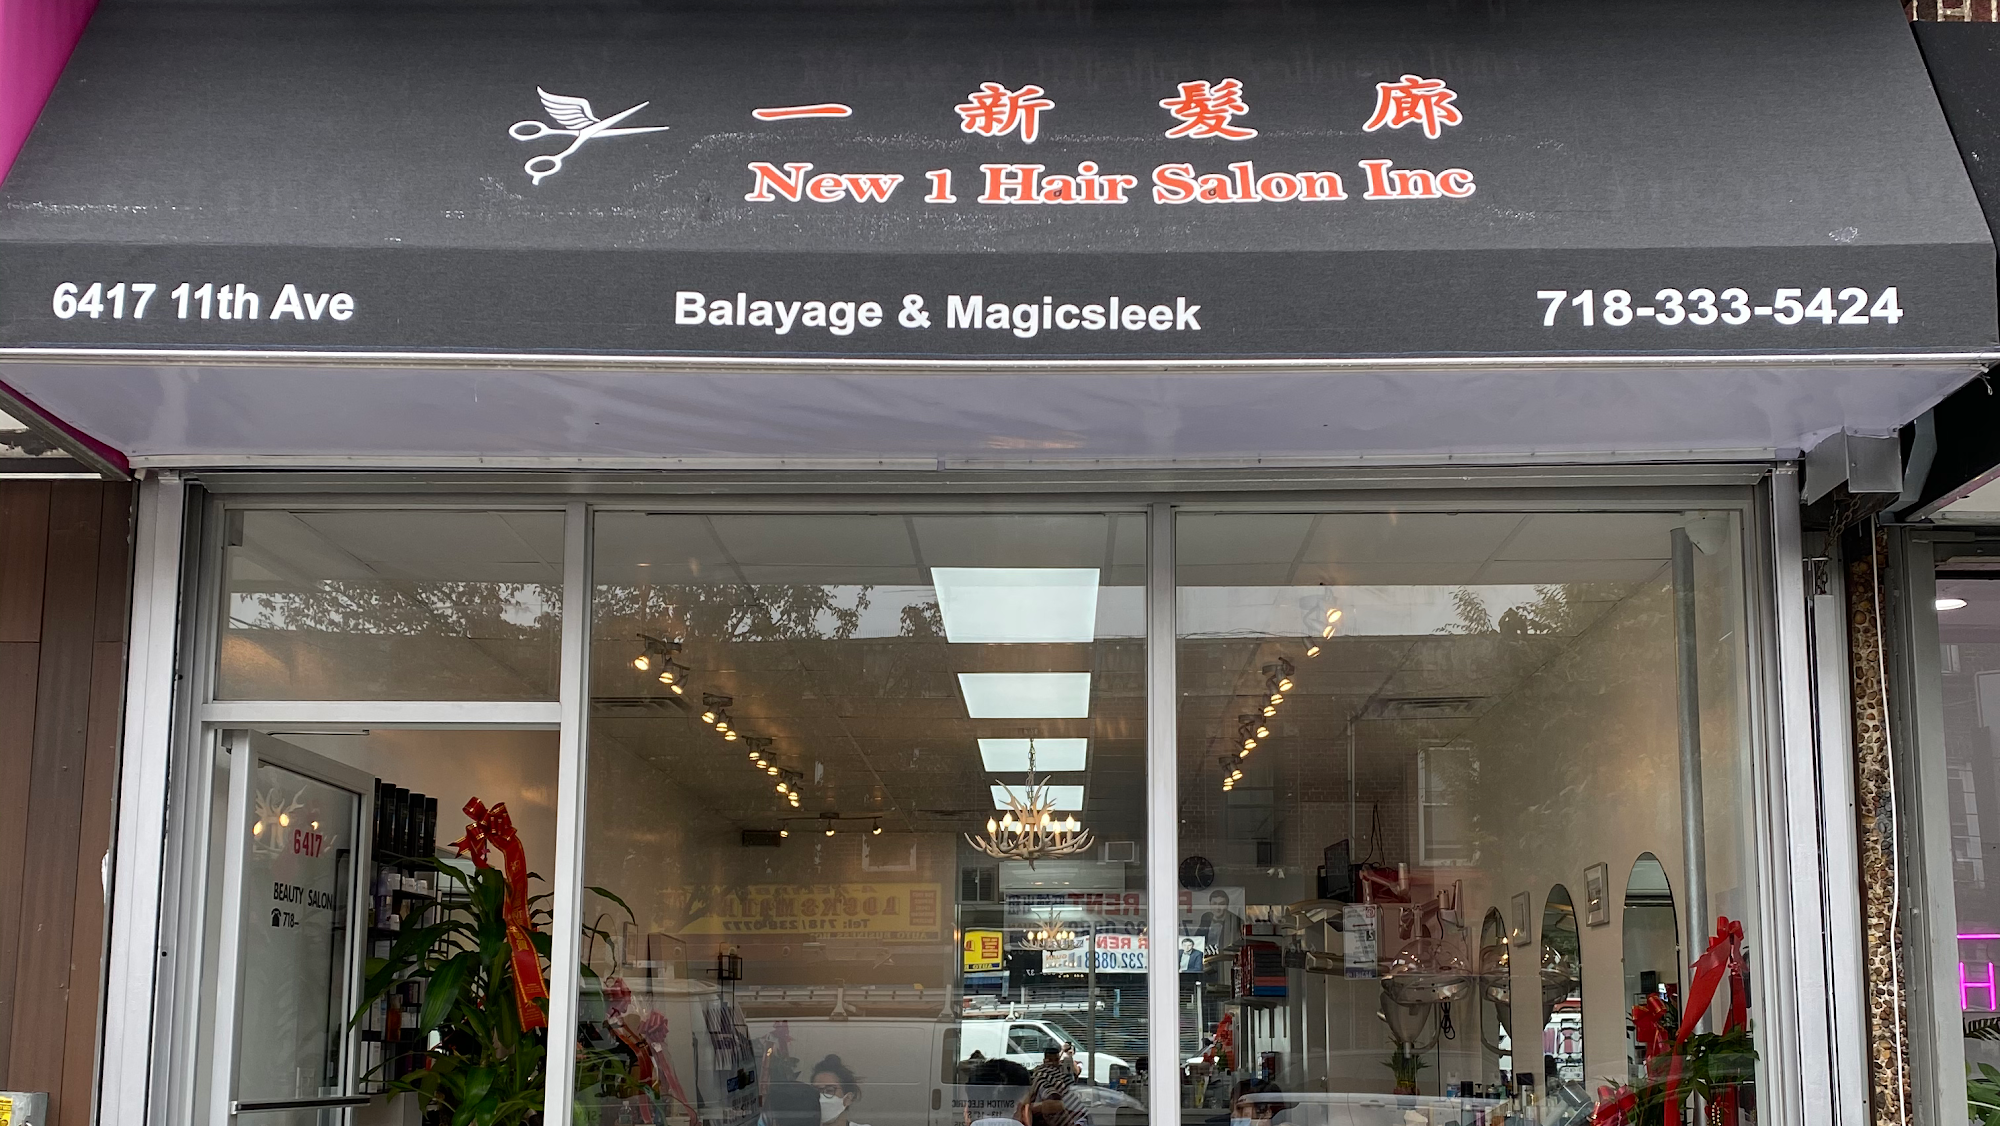 一新髮廊
New 1 Hair Salon Inc
6417 11th Ave
Balayage & Magicsleek
718-333-5424
6417
BEAUTY SALON
☎718-